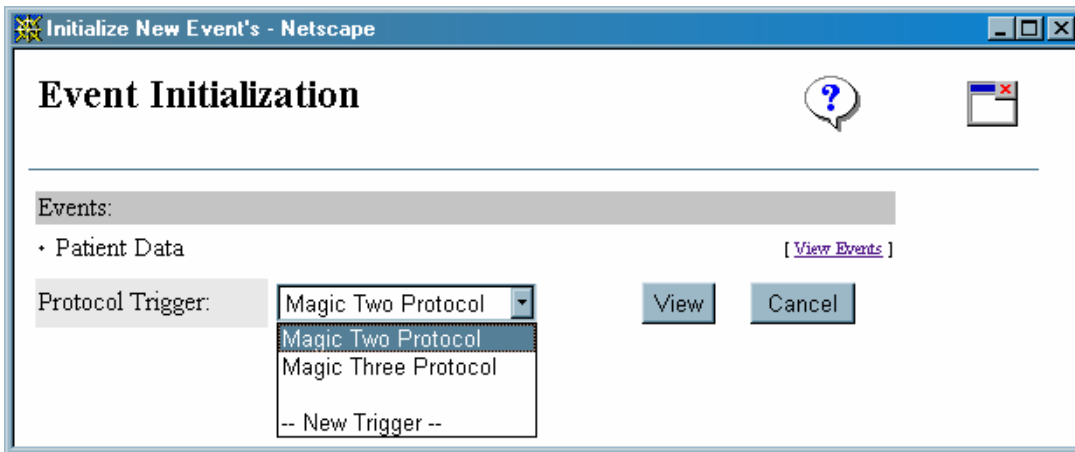 Initialize New Event's - Netscape
Event Initialization
?
Events:
• Patient Data [ View Events ]
Protocol Trigger: Magic Two Protocol View Cancel
Magic Two Protocol
Magic Three Protocol
-- New Trigger --